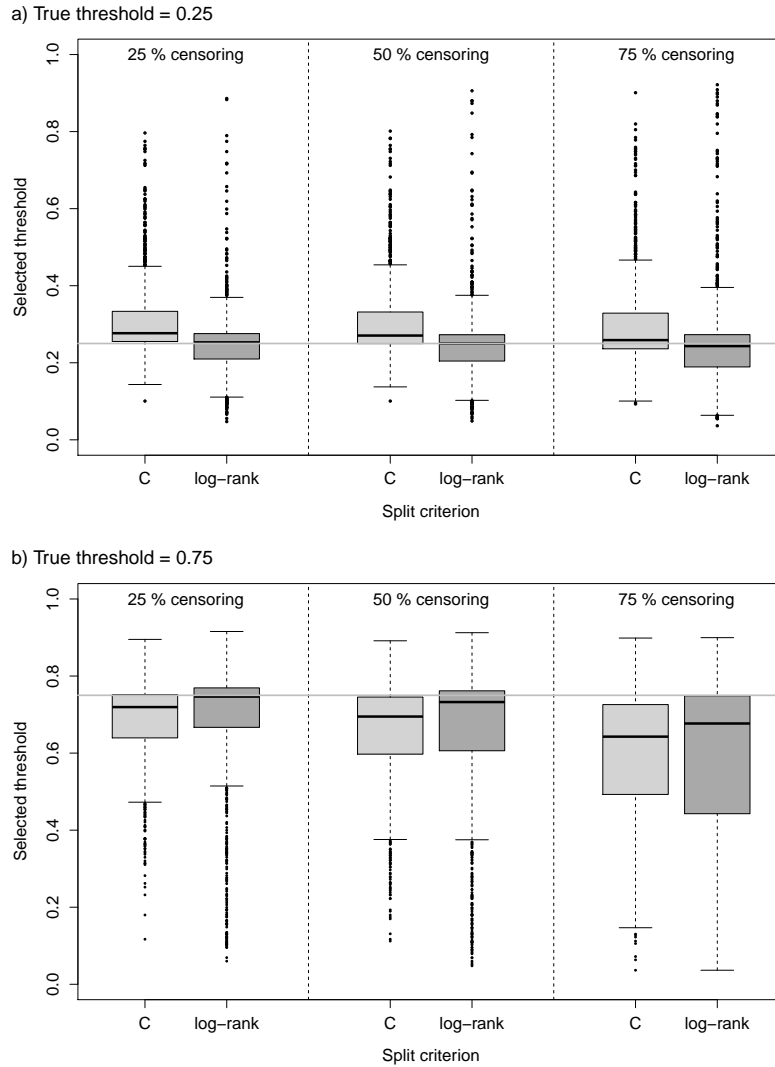 a) True threshold = 0.25
25 % censoring 50 % censoring 75 % censoring
1.0
0.8
0.6
0.4
0.2
0.0
Selected threshold
C log−rank C log−rank C log−rank
Split criterion
b) True threshold = 0.75
25 % censoring 50 % censoring 75 % censoring
1.0
0.8
0.6
0.4
0.2
0.0
Selected threshold
C log−rank C log−rank C log−rank
Split criterion